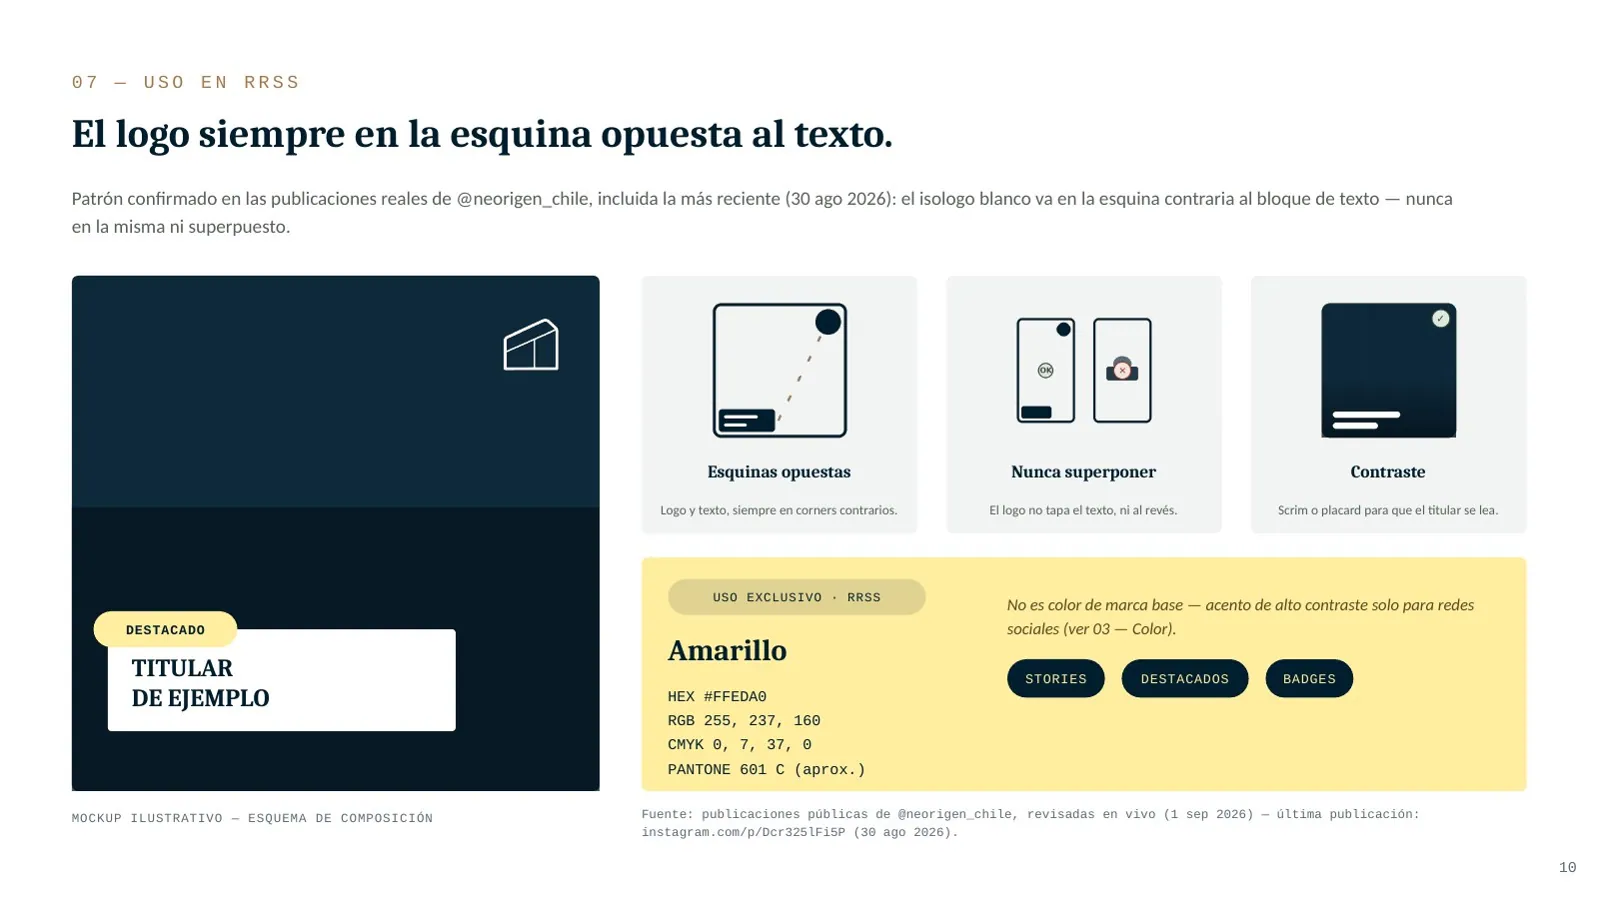 07 — USO EN RRSS
El logo siempre en la esquina opuesta al texto.
Patrón confirmado en las publicaciones reales de @neorigen_chile, incluida la más reciente (30 ago 2026): el isologo blanco va en la esquina contraria al bloque de texto — nunca
en la misma ni superpuesto.
DESTACADO
TITULAR
DE EJEMPLO
MOCKUP ILUSTRATIVO — ESQUEMA DE COMPOSICIÓN
Esquinas opuestas
Logo y texto, siempre en corners contrarios.
OK
Nunca superponer
El logo no tapa el texto, ni al revés.
Contraste
Scrim o placard para que el titular se lea.
USO EXCLUSIVO · RRSS
Amarillo
HEX #FFEDA0
RGB 255, 237, 160
CMYK 0, 7, 37, 0
PANTONE 601 C (aprox.)
No es color de marca base — acento de alto contraste solo para redes
sociales (ver 03 — Color).
STORIES
DESTACADOS
BADGES
Fuente: publicaciones públicas de @neorigen_chile, revisadas en vivo (1 sep 2026) — última publicación:
instagram.com/p/Dcr325lFi5P (30 ago 2026).
10